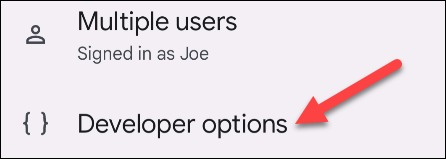 Multiple users
Signed in as Joe
{ } Developer options